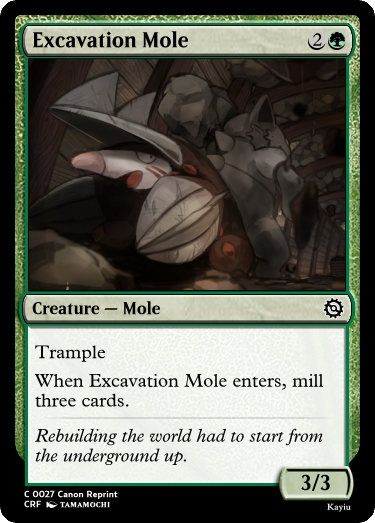 Excavation Mole 2
Creature — Mole
Trample
When Excavation Mole enters, mill
three cards.
Rebuilding the world had to start from
the underground up.
3/3
C 0027 Canon Reprint
CRF TAMAMOCHI
Kayiu